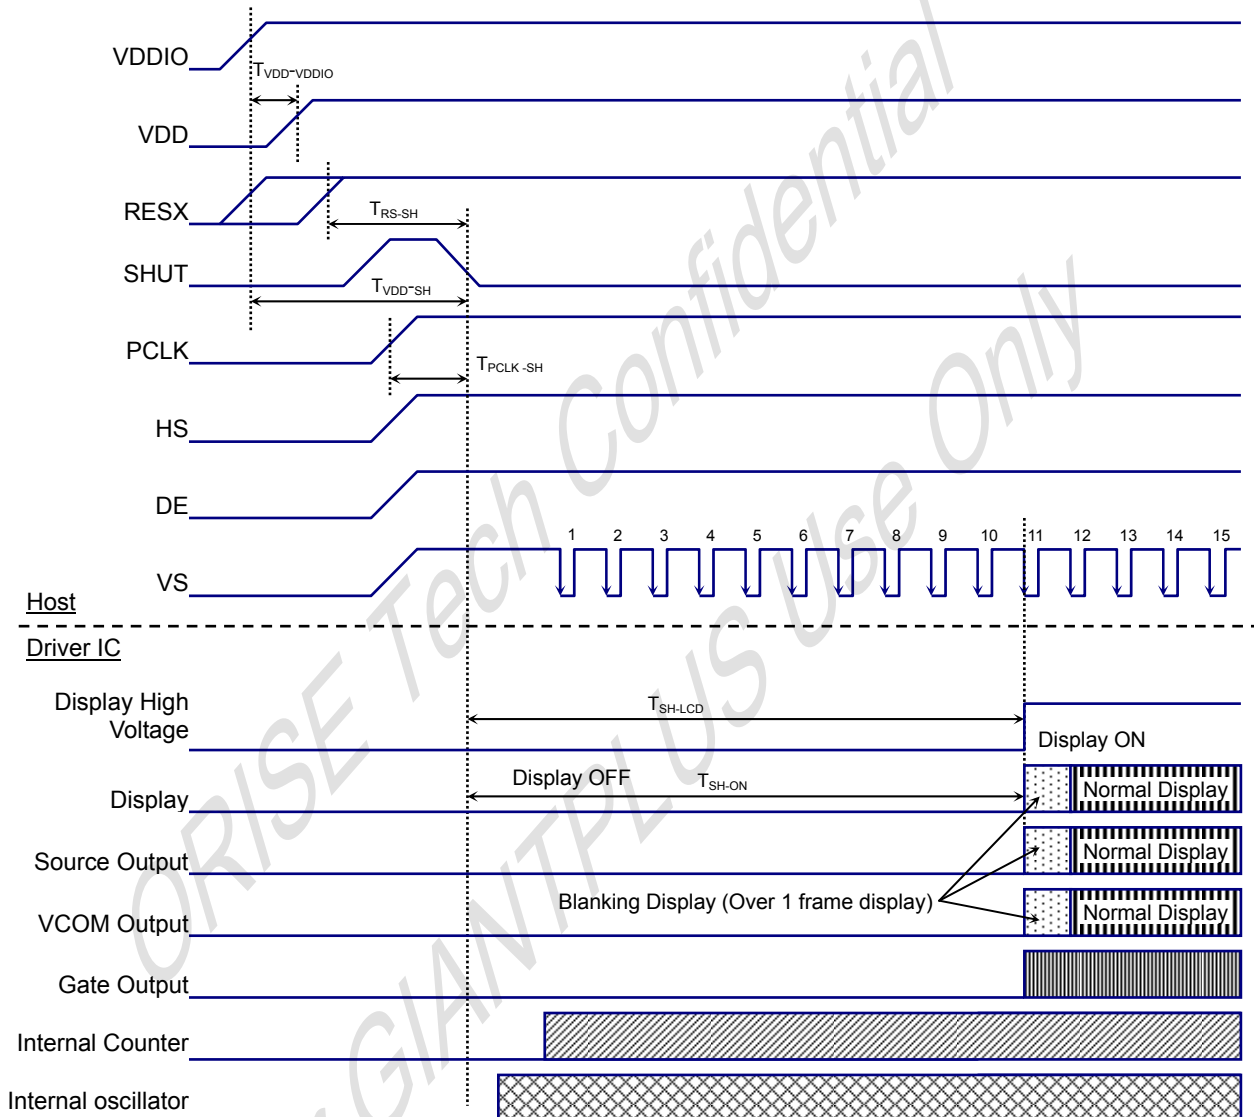 VDDIO
TVDD-VDDIO
VDD
RESX
TRS-SH
SHUT
TVDD-SH
PCLK
TPCLK -SH
HS
DE
1 2 3 4 5 6 7 8 9 10 11 12 13 14 15
VS
Host
Driver IC
Display High
Voltage
TSH-LCD
Display ON
Display OFF
TSH-ON
Display
Normal Display
Source Output
Normal Display
Blanking Display (Over 1 frame display)
VCOM Output
Normal Display
Gate Output
Internal Counter
Internal oscillator
ORISE Tech Confidential
GIANTPLUS Use Only